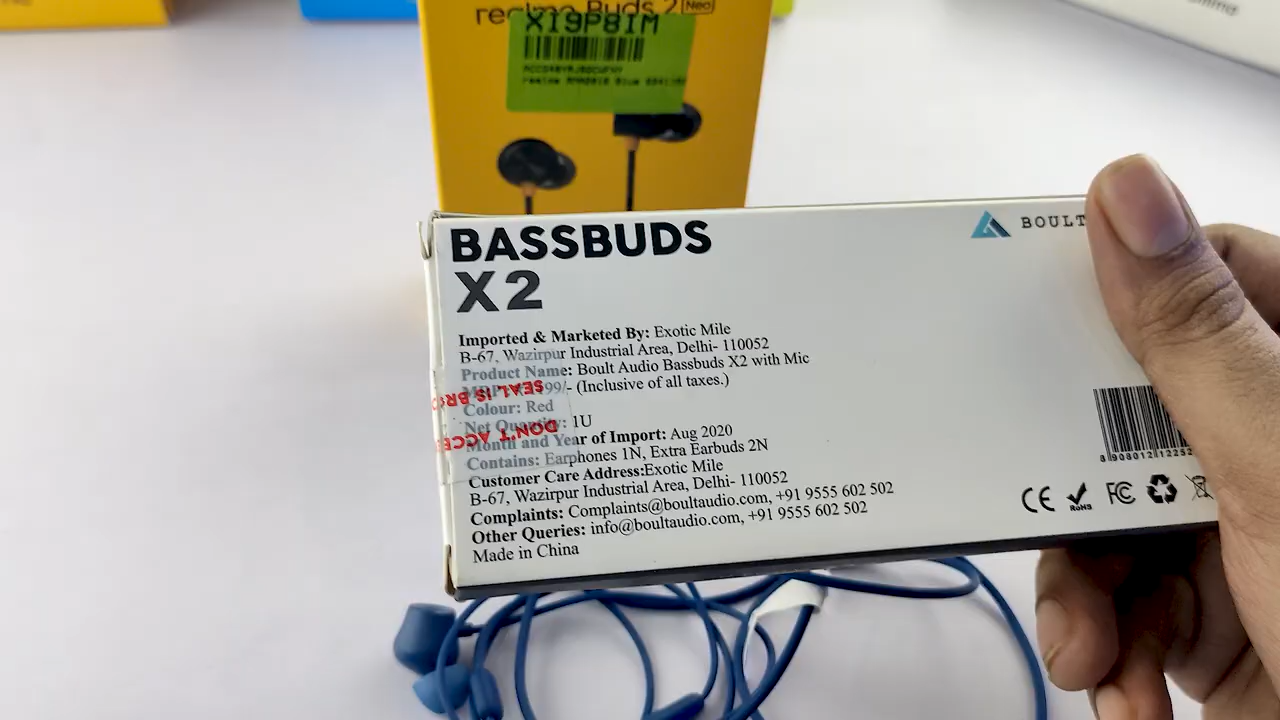 realme Buds 2 Neo
X19P8IM
BASSBUDS
X2
BOULT
Imported & Marketed By: Exotic Mile
B-67, Wazirpur Industrial Area, Delhi- 110052
Product Name: Boult Audio Bassbuds X2 with Mic
99/- (Inclusive of all taxes.)
SEAL IS
Colour: Red
Net Quantity: 1U
DON'T
Month and Year of Import: Aug 2020
Contains: Earphones 1N, Extra Earbuds 2N
Customer Care Address:Exotic Mile
B-67, Wazirpur Industrial Area, Delhi- 110052
Complaints: Complaints@boultaudio.com, +91 9555 602 502
Other Queries: info@boultaudio.com, +91 9555 602 502
Made in China
CE
RoHS
FC